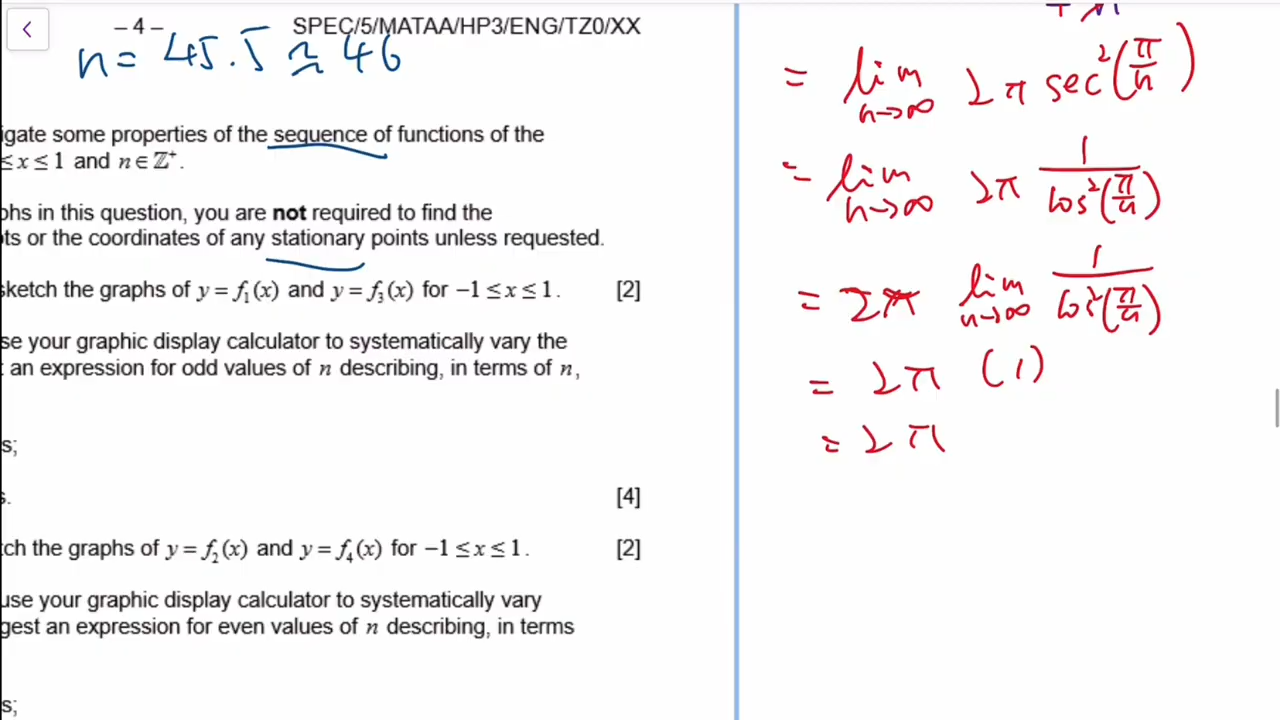 – 4 –
SPEC/5/MATAA/HP3/ENG/TZ0/XX
n = 45.5 ≈ 46
igate some properties of the sequence of functions of the
≤ x ≤ 1 and n ∈ ℤ⁺.
phs in this question, you are not required to find the
ts or the coordinates of any stationary points unless requested.
sketch the graphs of y = f₁(x) and y = f₃(x) for −1 ≤ x ≤ 1. [2]
se your graphic display calculator to systematically vary the
t an expression for odd values of n describing, in terms of n,
s;
s. [4]
tch the graphs of y = f₂(x) and y = f₄(x) for −1 ≤ x ≤ 1. [2]
use your graphic display calculator to systematically vary
gest an expression for even values of n describing, in terms
s;
= lim n→∞ 2π sec²(π/n)
= lim n→∞ 2π 1/cos²(π/n)
= 2π lim n→∞ 1/cos²(π/n)
= 2π (1)
= 2π